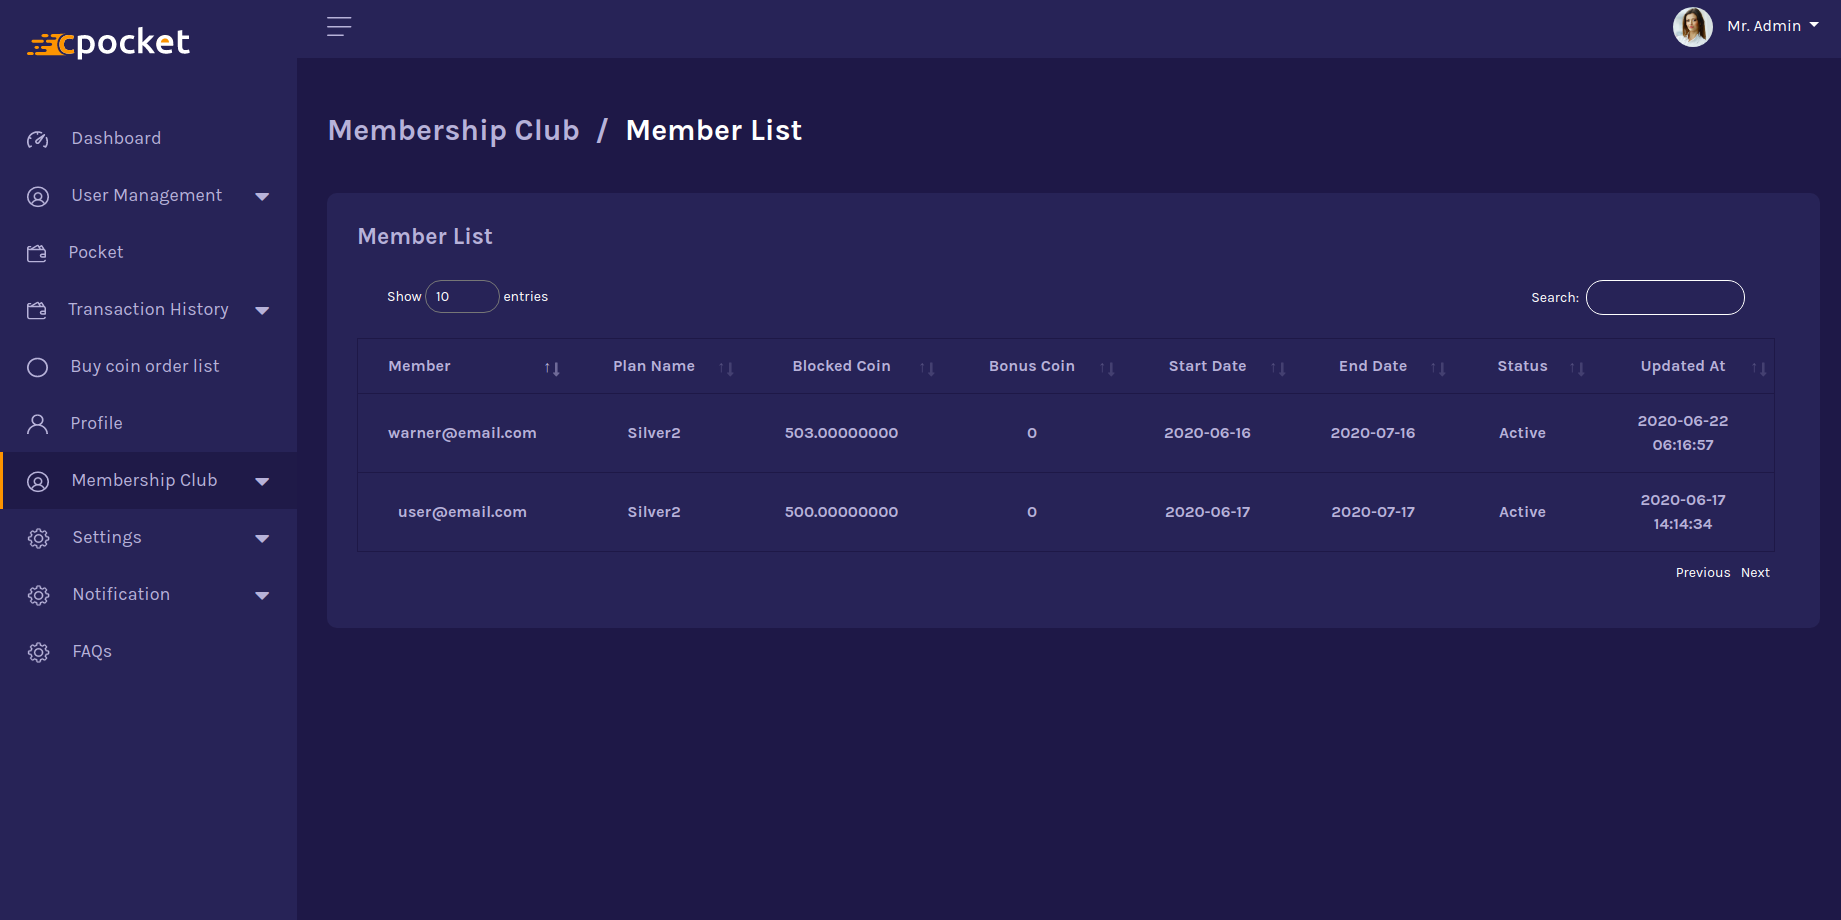 cpocket
Mr. Admin
Dashboard
User Management
Pocket
Transaction History
Buy coin order list
Profile
Membership Club
Settings
Notification
FAQs
Membership Club / Member List
Member List
Show 10 entries
Search:
Member Plan Name Blocked Coin Bonus Coin Start Date End Date Status Updated At
warner@email.com Silver2 503.00000000 0 2020-06-16 2020-07-16 Active 2020-06-22
06:16:57
user@email.com Silver2 500.00000000 0 2020-06-17 2020-07-17 Active 2020-06-17
14:14:34
Previous Next